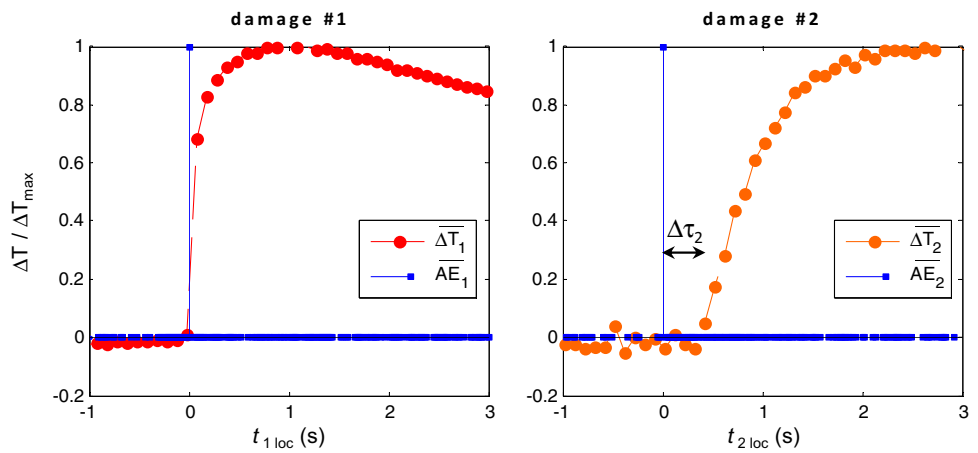 damage #1
damage #2
ΔT / ΔTmax
1
0.8
0.6
0.4
0.2
0
-0.2
-1
0
1
2
3
t1 loc (s)
ΔT1
AE1
1
0.8
0.6
0.4
0.2
0
-0.2
-1
0
1
2
3
t2 loc (s)
Δτ2
ΔT2
AE2